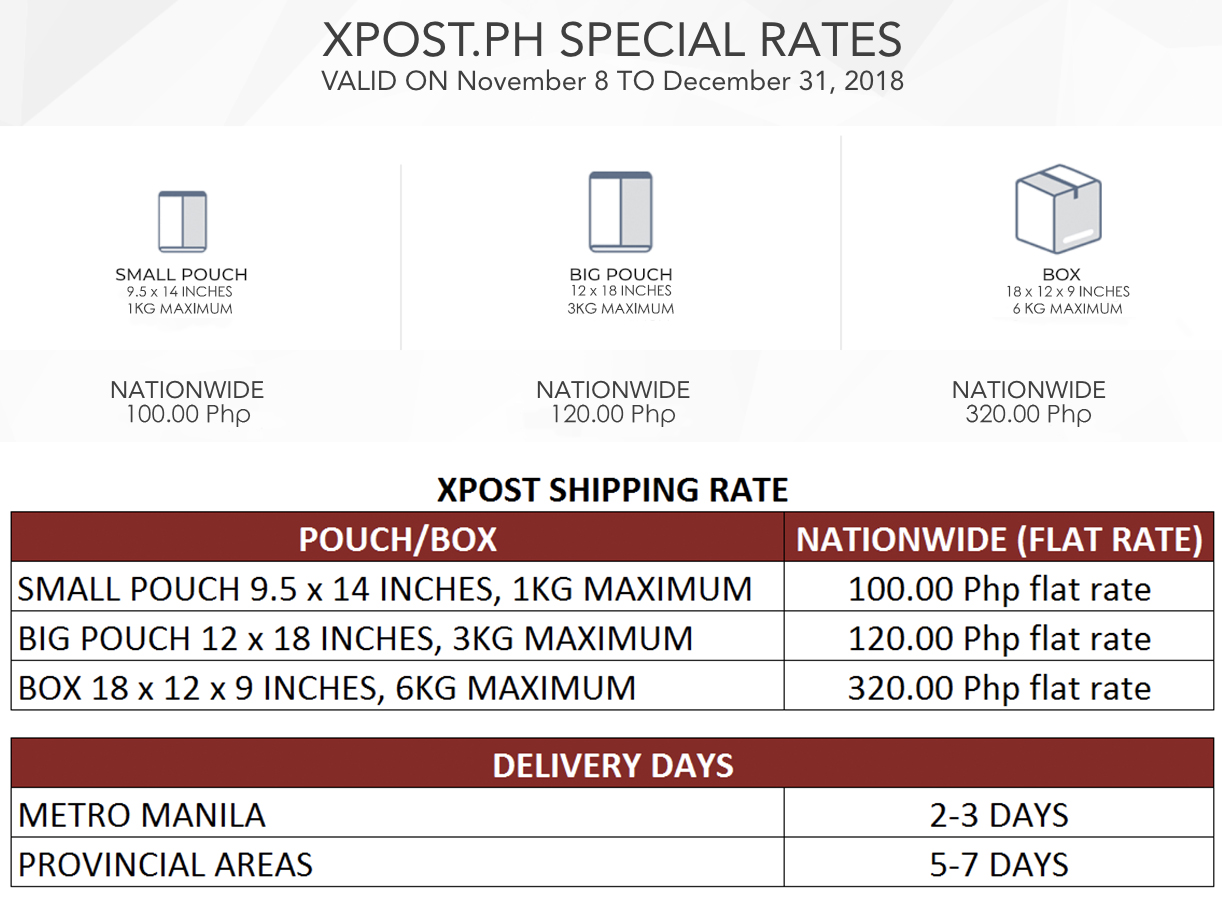 XPOST.PH SPECIAL RATES
VALID ON November 8 TO December 31, 2018
SMALL POUCH
9.5 x 14 INCHES
1KG MAXIMUM
BIG POUCH
12 x 18 INCHES
3KG MAXIMUM
BOX
18 x 12 x 9 INCHES
6 KG MAXIMUM
NATIONWIDE
100.00 Php
NATIONWIDE
120.00 Php
NATIONWIDE
320.00 Php
XPOST SHIPPING RATE
POUCH/BOX NATIONWIDE (FLAT RATE)
SMALL POUCH 9.5 x 14 INCHES, 1KG MAXIMUM 100.00 Php flat rate
BIG POUCH 12 x 18 INCHES, 3KG MAXIMUM 120.00 Php flat rate
BOX 18 x 12 x 9 INCHES, 6KG MAXIMUM 320.00 Php flat rate
DELIVERY DAYS
METRO MANILA 2-3 DAYS
PROVINCIAL AREAS 5-7 DAYS